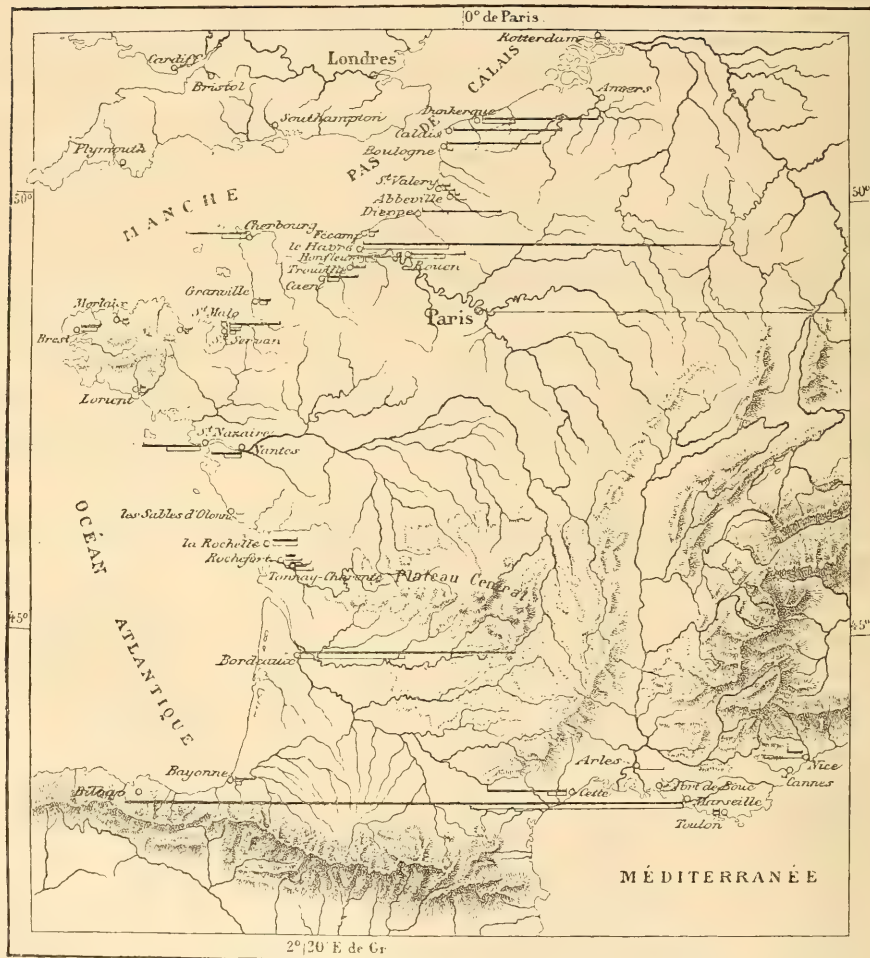 0° de Paris.
Rotterdam
Cardiff
Londres
Bristol
PAS DE CALAIS
Anvers
Southampton
Dunkerque
Calais
Plymouth
Boulogne
50°
50°
St Valery
Abbeville
MANCHE
Dieppe
Cherbourg
Fécamp
le Havre
Honfleur
Rouen
Trouville
Caen
Granville
Morlaix
St Malo
Paris
Brest
St Servan
Lorient
St Nazaire
Nantes
les Sables d'Olonne
la Rochelle
Rochefort
Tonnay-Charente
Plateau Central
45°
45°
OCÉAN ATLANTIQUE
Bordeaux
Arles
Nice
Bayonne
Cannes
Bilbao
Cette
Port de Bouc
Marseille
Toulon
MÉDITERRANÉE
2°|20' E de Gr